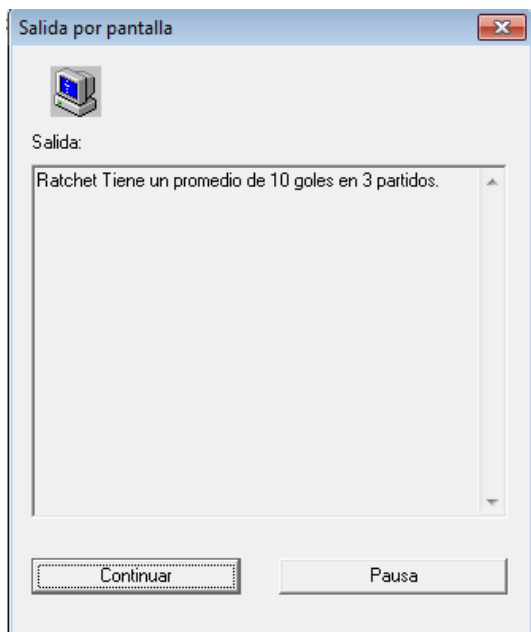 Salida por pantalla
Salida:
Ratchet Tiene un promedio de 10 goles en 3 partidos.
Continuar
Pausa